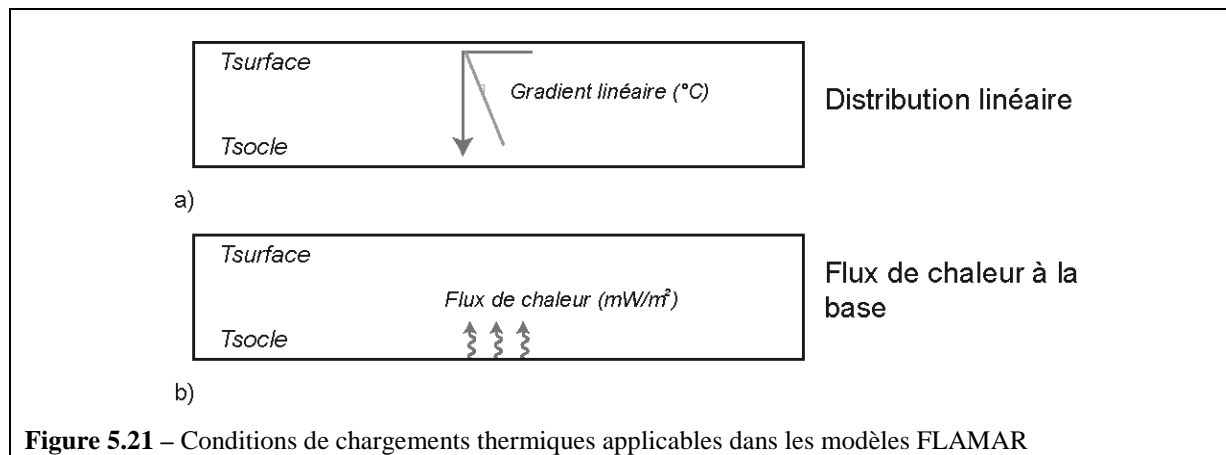 Tsurface
Gradient linéaire (°C)
Distribution linéaire
Tsocle
a)
Tsurface
Flux de chaleur à la
base
Flux de chaleur (mW/m²)
Tsocle
b)
Figure 5.21 – Conditions de chargements thermiques applicables dans les modèles FLAMAR